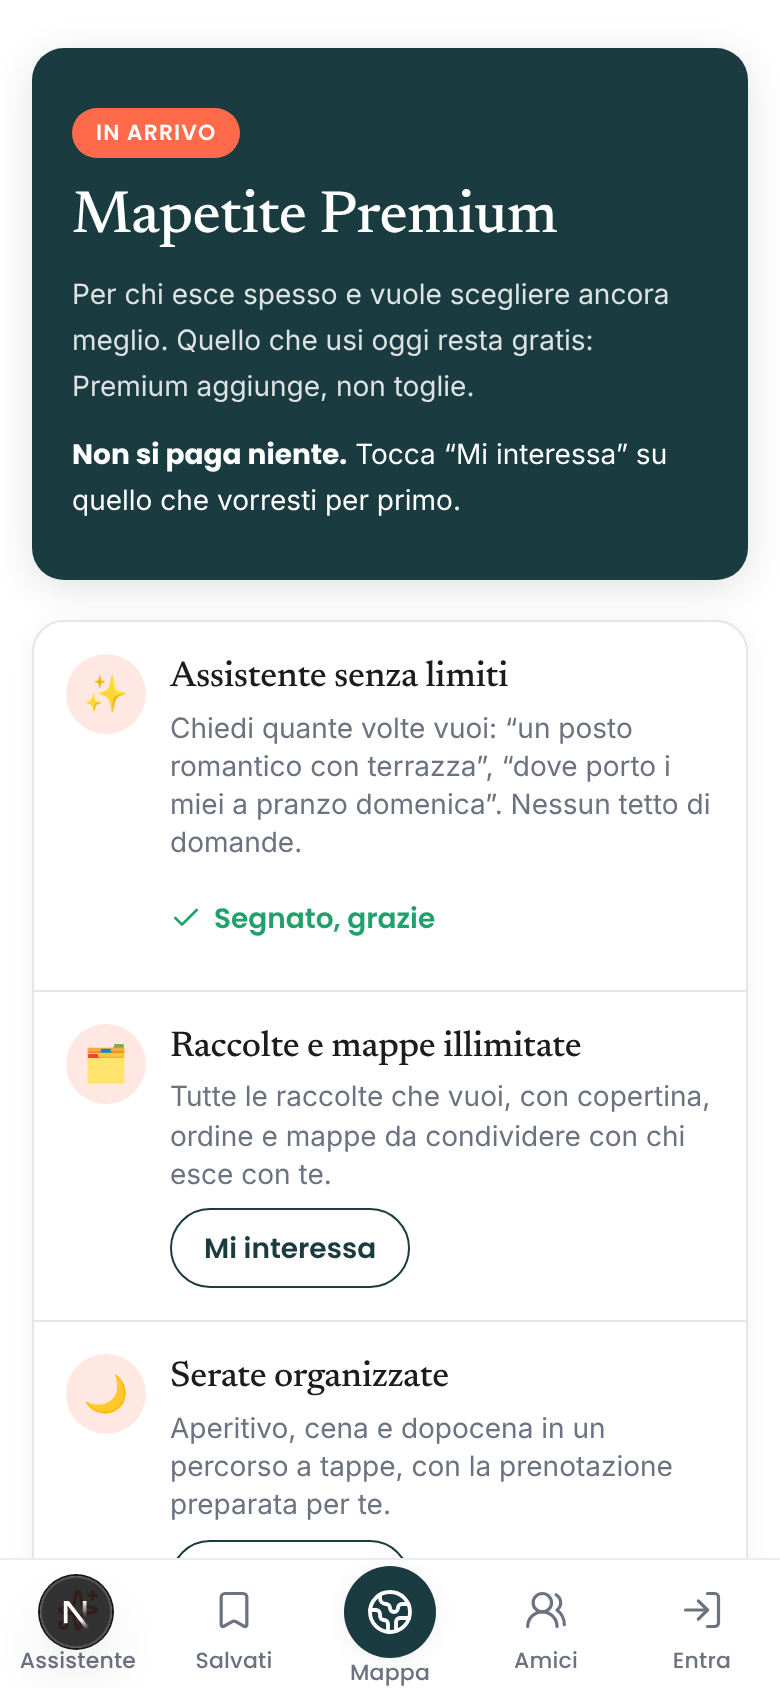 IN ARRIVO
Mapetite Premium
Per chi esce spesso e vuole scegliere ancora
meglio. Quello che usi oggi resta gratis:
Premium aggiunge, non toglie.
Non si paga niente. Tocca “Mi interessa” su
quello che vorresti per primo.
Assistente senza limiti
Chiedi quante volte vuoi: “un posto
romantico con terrazza”, “dove porto i
miei a pranzo domenica”. Nessun tetto di
domande.
Segnato, grazie
Raccolte e mappe illimitate
Tutte le raccolte che vuoi, con copertina,
ordine e mappe da condividere con chi
esce con te.
Mi interessa
Serate organizzate
Aperitivo, cena e dopocena in un
percorso a tappe, con la prenotazione
preparata per te.
N
Assistente
Salvati
Mappa
Amici
Entra